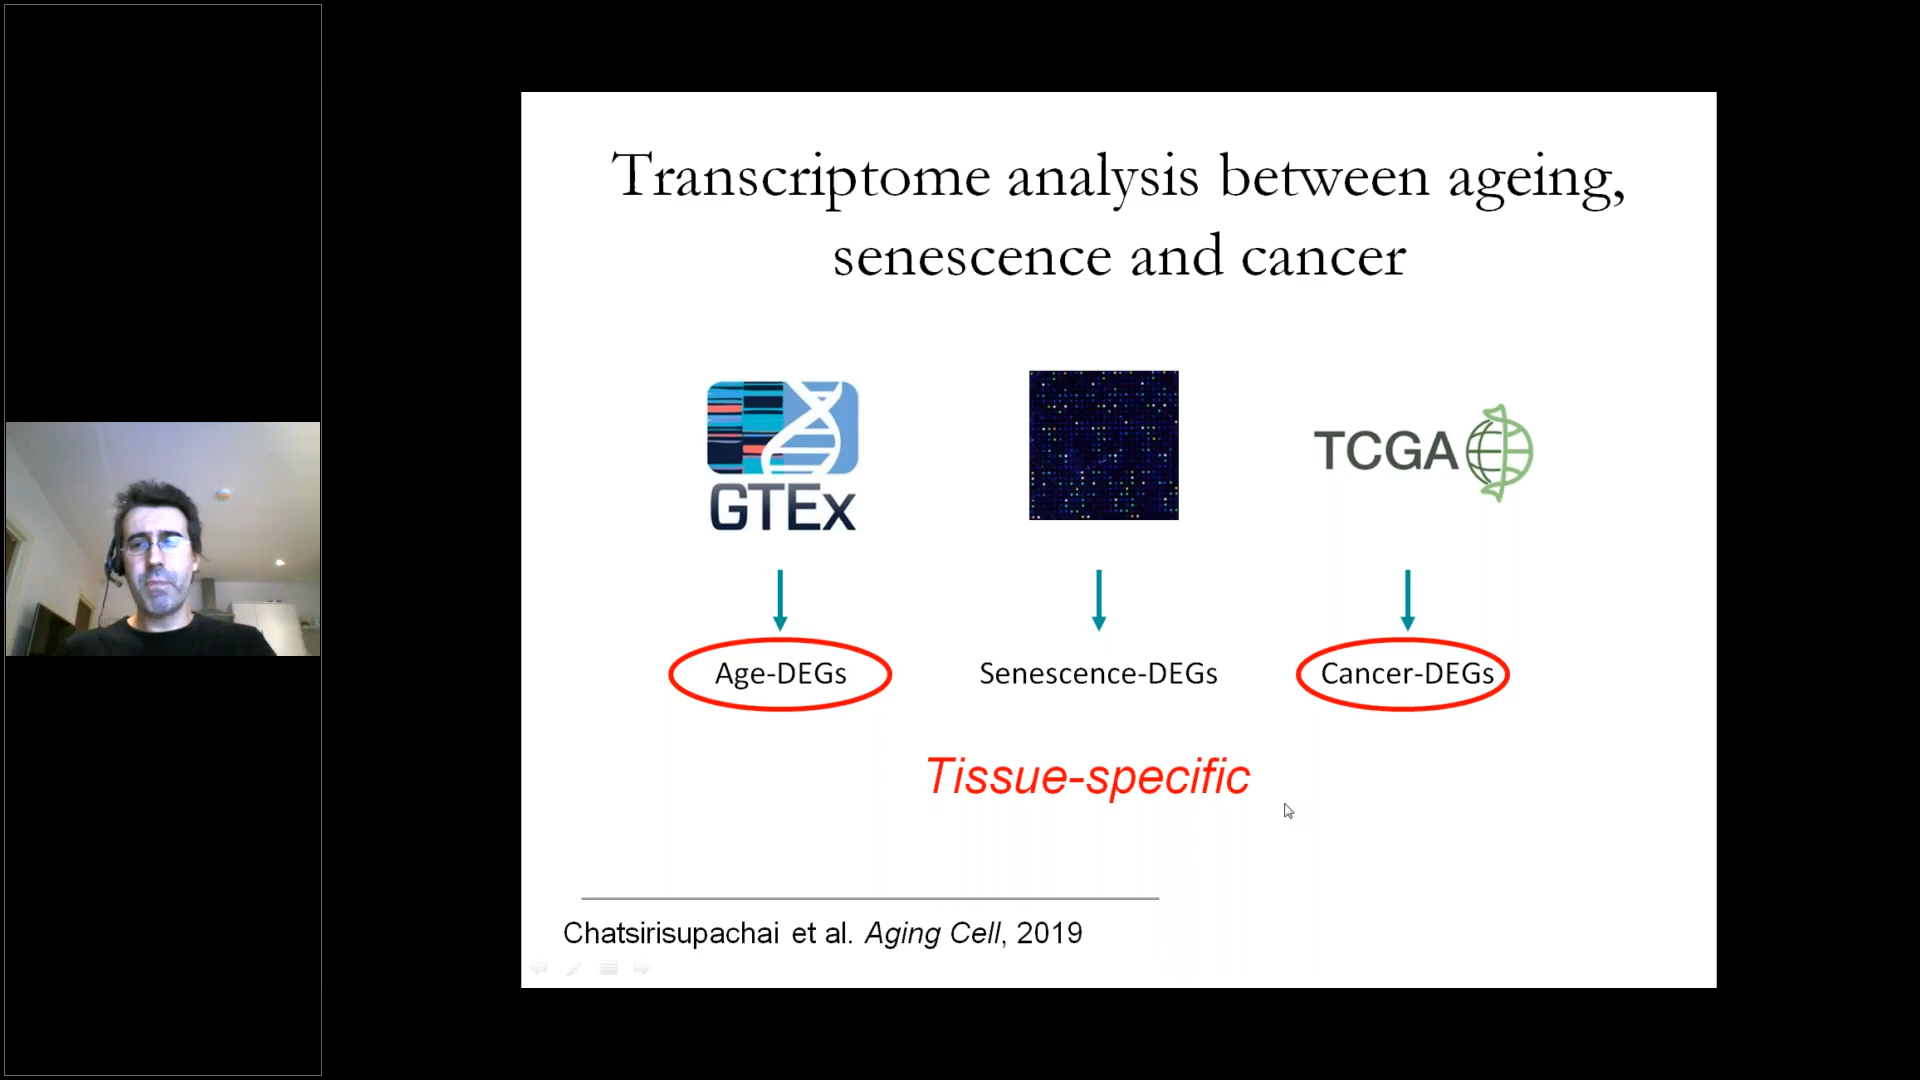 Transcriptome analysis between ageing,
senescence and cancer
GTEx
TCGA
Age-DEGs
Senescence-DEGs
Cancer-DEGs
Tissue-specific
Chatsirisupachai et al. Aging Cell, 2019